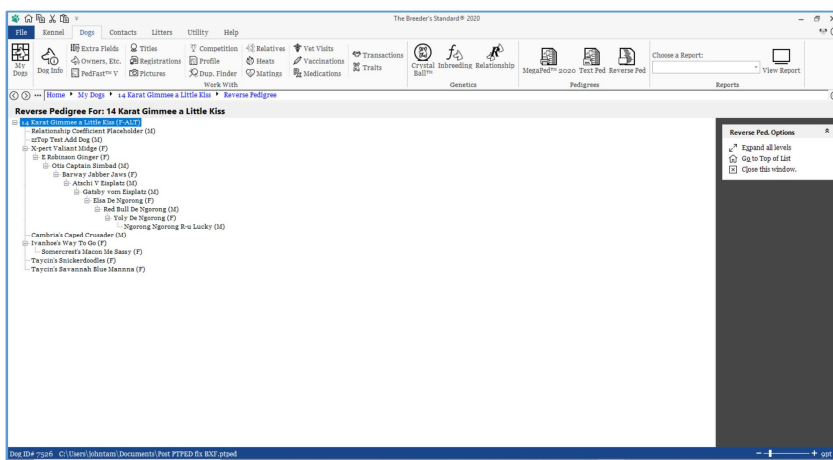 The Breeder's Standard® 2020
File Kennel Dogs Contacts Litters Utility Help
My Dogs
Dog Info
Extra Fields
Owners, Etc.
PedFast™ V
Titles
Registrations
Pictures
Competition
Profile
Dup. Finder
Relatives
Heats
Matings
Vet Visits
Vaccinations
Medications
Work With
Transactions
Traits
Crystal Ball™
Inbreeding
Relationship
Genetics
MegaPed™ 2020
Text Ped
Reverse Ped
Pedigrees
Choose a Report:
View Report
Reports
Home My Dogs 14 Karat Gimmee a Little Kiss Reverse Pedigree
Reverse Pedigree For: 14 Karat Gimmee a Little Kiss
14 Karat Gimmee a Little Kiss (F-ALT)
Relationship Coefficient Placeholder (M)
Top Test Add Dog (M)
X-pert Valiant Midge (F)
E Robinson Ginger (F)
Otis Captain Simbad (M)
Barway Jabber Jaws (F)
Atschi V Eisplatz (M)
Gatsby vom Eisplatz (M)
Elsa De Ngorong (F)
Red Bull De Ngorong (M)
Yoly De Ngorong (F)
Ngorong Ngorong R-u Lucky (M)
Cambria's Caped Crusader (M)
Ivanhoe's Way To Go (F)
Somercrest's Macon Me Sassy (F)
Taycin's Snickerdoodles (F)
Taycin's Savannah Blue Mannna (F)
Reverse Ped. Options
Expand all levels
Go to Top of List
Close this window.
Dog ID# 7526 C:\Users\johntam\Documents\Post PTPED fix BXF.ptped
9pt